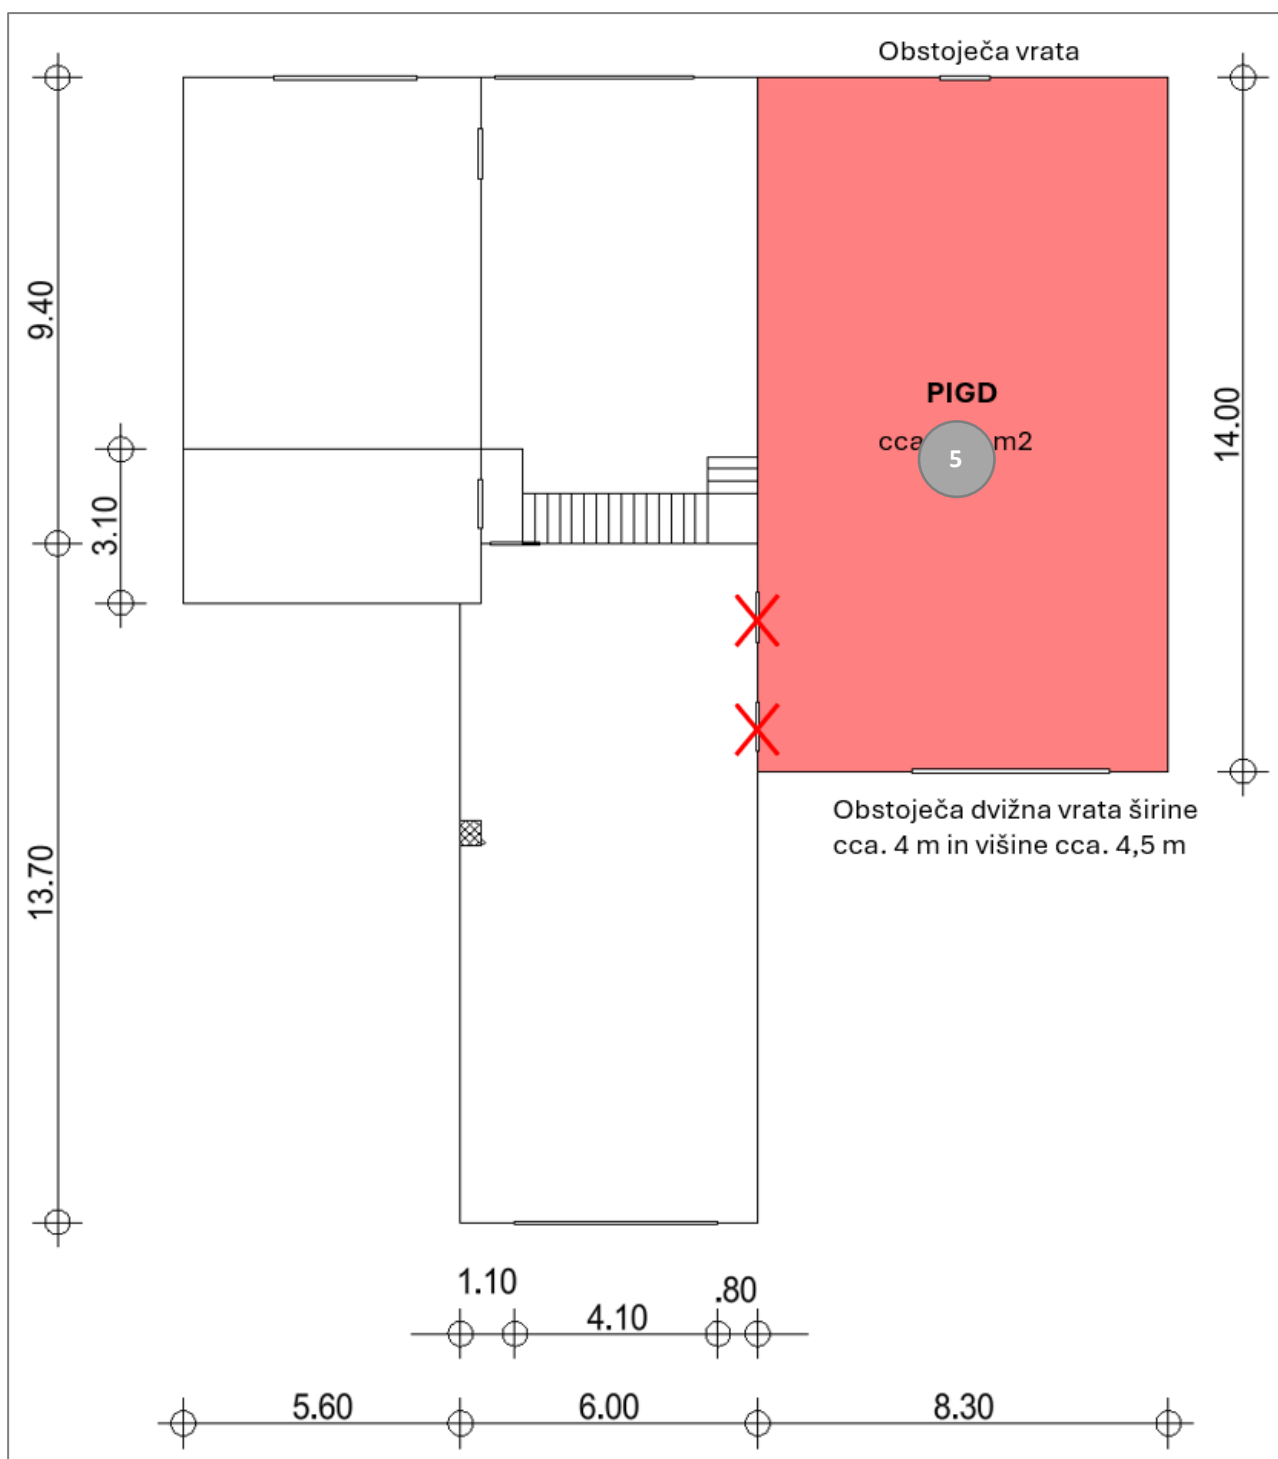 Obstoječa vrata
9.40
14.00
PIGD
cca
m2
5
3.10
Obstoječa dvižna vrata širine
cca. 4 m in višine cca. 4,5 m
13.70
1.10
4.10
.80
5.60
6.00
8.30